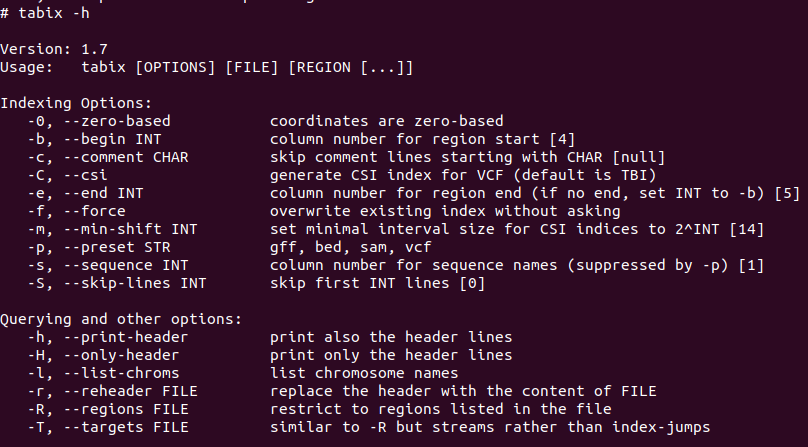 # tabix -h
Version: 1.7
Usage:   tabix [OPTIONS] [FILE] [REGION [...]]
Indexing Options:
   -0, --zero-based           coordinates are zero-based
   -b, --begin INT            column number for region start [4]
   -c, --comment CHAR         skip comment lines starting with CHAR [null]
   -C, --csi                  generate CSI index for VCF (default is TBI)
   -e, --end INT              column number for region end (if no end, set INT to -b) [5]
   -f, --force                overwrite existing index without asking
   -m, --min-shift INT        set minimal interval size for CSI indices to 2^INT [14]
   -p, --preset STR           gff, bed, sam, vcf
   -s, --sequence INT         column number for sequence names (suppressed by -p) [1]
   -S, --skip-lines INT       skip first INT lines [0]
Querying and other options:
   -h, --print-header         print also the header lines
   -H, --only-header          print only the header lines
   -l, --list-chroms          list chromosome names
   -r, --reheader FILE        replace the header with the content of FILE
   -R, --regions FILE         restrict to regions listed in the file
   -T, --targets FILE         similar to -R but streams rather than index-jumps